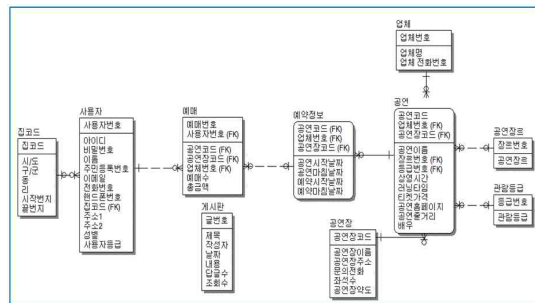 업체
업체번호
업체명
업체 전화번호
집코드
집코드
시/도
구/군
동
리
시작번지
끝번지
사용자
사용자번호
아이디
비밀번호
이름
주민등록번호
이메일
전화번호
핸드폰번호
집코드 (FK)
주소1
주소2
성별
사용자등급
예매
예매번호
사용자번호 (FK)
공연코드 (FK)
공연장코드 (FK)
업체번호 (FK)
예매수
총금액
게시판
글번호
제목
작성자
날짜
내용
답글수
조회수
예약정보
공연코드 (FK)
업체번호 (FK)
공연장코드 (FK)
공연시작날짜
공연마침날짜
예약시작날짜
예약마침날짜
공연장
공연장코드
공연장이름
공연장주소
문의전화
좌석수
공연장약도
공연
공연코드
업체번호 (FK)
공연장코드 (FK)
공연이름
장르번호 (FK)
등급번호 (FK)
상영시간
러닝타임
티켓가격
공연홈페이지
공연줄거리
배우
공연장르
장르번호
공연장르
관람등급
등급번호
관람등급